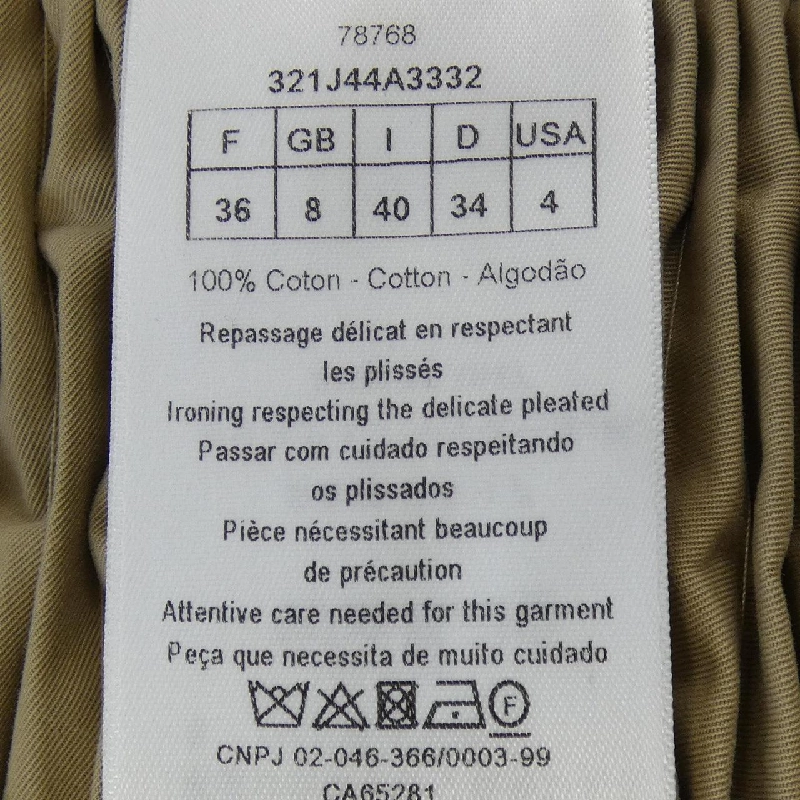 78768
321J44A3332
F GB I D USA
36 8 40 34 4
100% Coton - Cotton - Algodão
Repassage délicat en respectant
les plissés
Ironing respecting the delicate pleated
Passar com cuidado respeitando
os plissados
Pièce nécessitant beaucoup
de précaution
Attentive care needed for this garment
Peça que necessita de muito cuidado
F
CNPJ 02-046-366/0003-99
CA65281